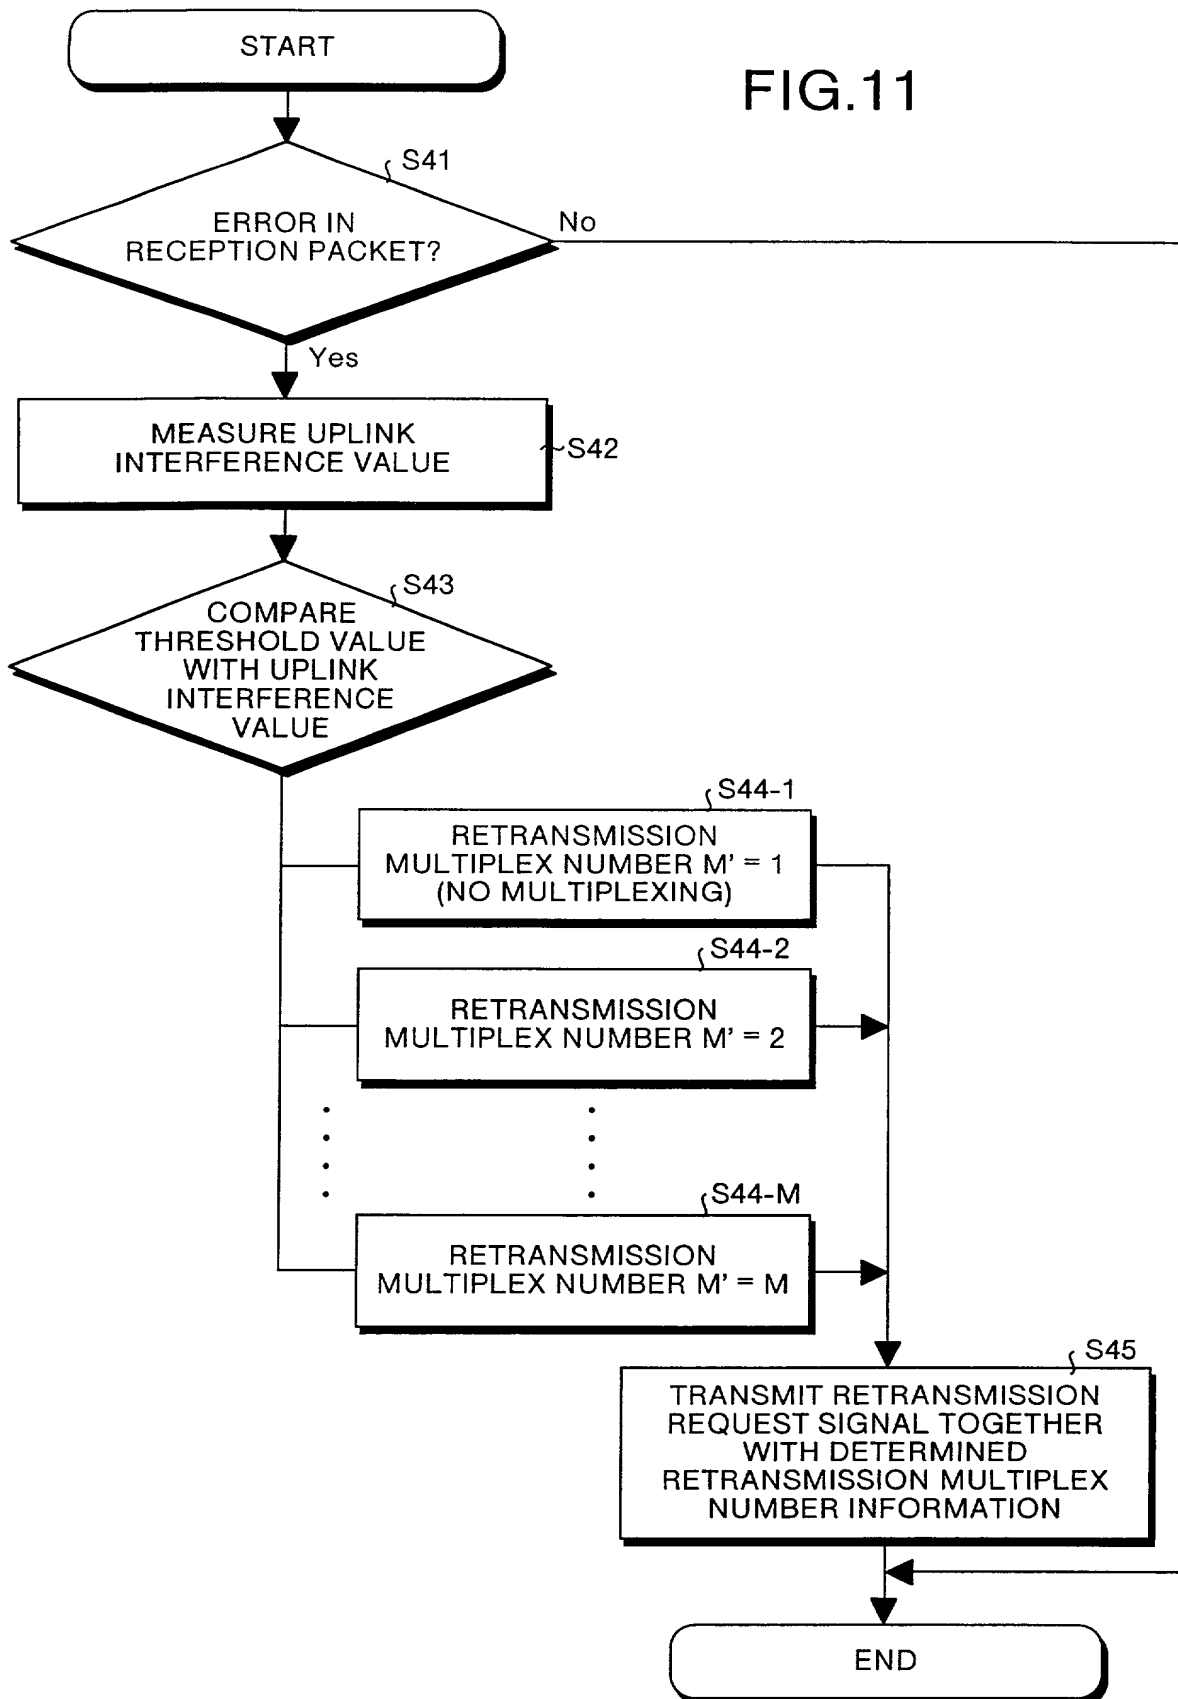 START
FIG.11
S41
ERROR IN
RECEPTION PACKET?
No
Yes
MEASURE UPLINK
INTERFERENCE VALUE
S42
S43
COMPARE
THRESHOLD VALUE
WITH UPLINK
INTERFERENCE
VALUE
S44-1
RETRANSMISSION
MULTIPLEX NUMBER M' = 1
(NO MULTIPLEXING)
S44-2
RETRANSMISSION
MULTIPLEX NUMBER M' = 2
S44-M
RETRANSMISSION
MULTIPLEX NUMBER M' = M
S45
TRANSMIT RETRANSMISSION
REQUEST SIGNAL TOGETHER
WITH DETERMINED
RETRANSMISSION MULTIPLEX
NUMBER INFORMATION
END